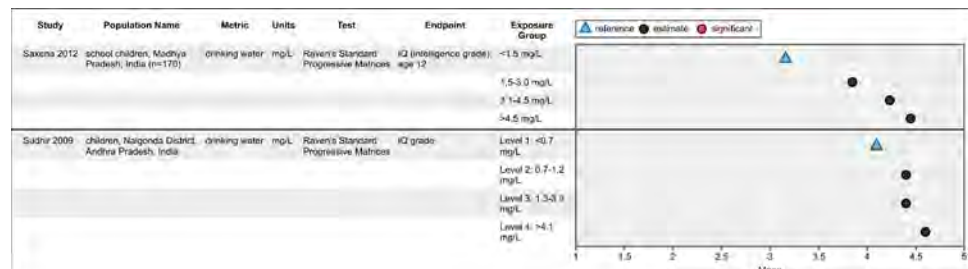 Study Population Name Metric Units Test Endpoint Exposure Group
reference estimate significant
Saxena 2012 school children, Madhya Pradesh, India (n=170) drinking water mg/L Raven's Standard Progressive Matrices IQ (intelligence grade), age 12 <1.5 mg/L
1.5-3.0 mg/L
3.1-4.5 mg/L
>4.5 mg/L
Sudhir 2009 children, Nalgonda District, Andhra Pradesh, India drinking water mg/L Raven's Standard Progressive Matrices IQ grade Level 1: <0.7 mg/L
Level 2: 0.7-1.2 mg/L
Level 3: 1.3-3.9 mg/L
Level 4: >4.1 mg/L
1 1.5 2 2.5 3 3.5 4 4.5 5